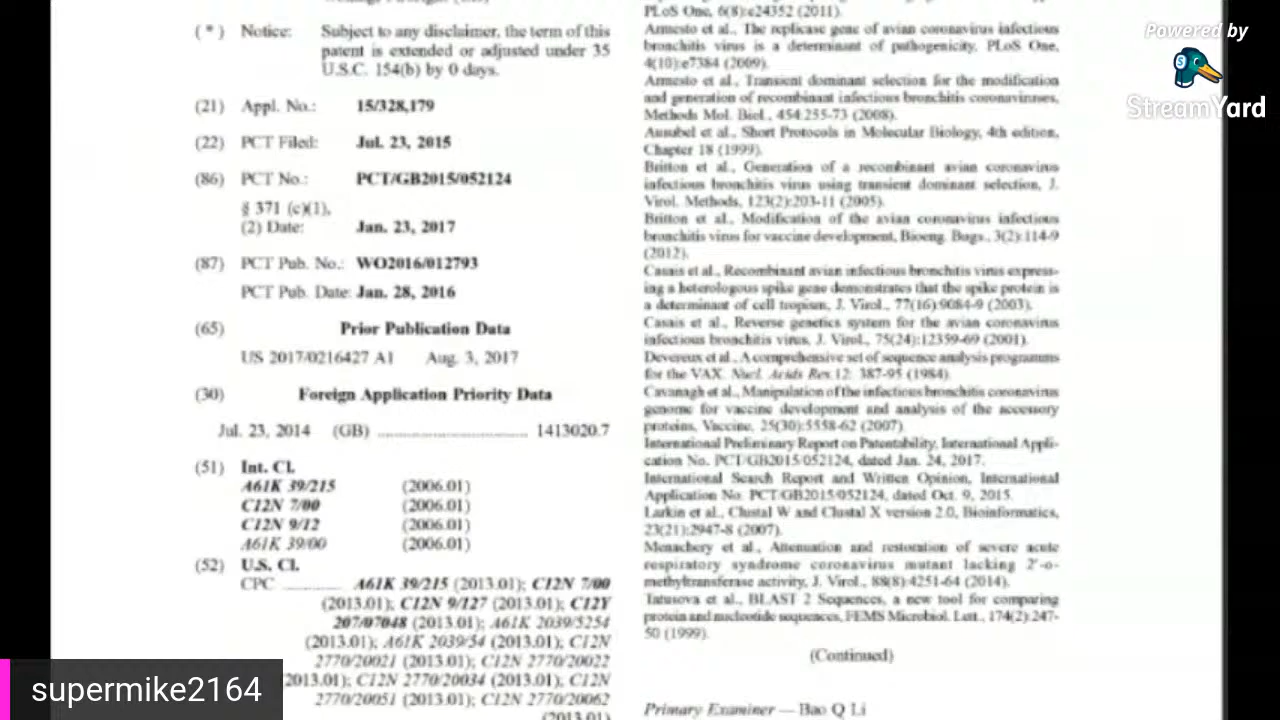 ( * ) Notice: Subject to any disclaimer, the term of this
patent is extended or adjusted under 35
U.S.C. 154(b) by 0 days.
(21) Appl. No.: 15/328,179
(22) PCT Filed: Jul. 23, 2015
(86) PCT No.: PCT/GB2015/052124
§ 371 (c)(1),
(2) Date: Jan. 23, 2017
(87) PCT Pub. No.: WO2016/012793
PCT Pub. Date: Jan. 28, 2016
(65) Prior Publication Data
US 2017/0216427 A1 Aug. 3, 2017
(30) Foreign Application Priority Data
Jul. 23, 2014 (GB) .................................. 1413020.7
(51) Int. Cl.
A61K 39/215 (2006.01)
C12N 7/00 (2006.01)
C12N 9/12 (2006.01)
A61K 39/00 (2006.01)
(52) U.S. Cl.
CPC ............. A61K 39/215 (2013.01); C12N 7/00
(2013.01); C12N 9/127 (2013.01); C12Y
207/07048 (2013.01); A61K 2039/5254
(2013.01); A61K 2039/54 (2013.01); C12N
2770/20021 (2013.01); C12N 2770/20022
2013.01); C12N 2770/20034 (2013.01); C12N
2770/20051 (2013.01); C12N 2770/20062
(2013.01)
PLoS One, 6(8):e24352 (2011).
Armesto et al., The replicase gene of avian coronavirus infectious
bronchitis virus is a determinant of pathogenicity, PLoS One,
4(10):e7384 (2009).
Armesto et al., Transient dominant selection for the modification
and generation of recombinant infectious bronchitis coronaviruses,
Methods Mol. Biol., 454:255-73 (2008).
Ausubel et al., Short Protocols in Molecular Biology, 4th edition,
Chapter 18 (1999).
Britton et al., Generation of a recombinant avian coronavirus
infectious bronchitis virus using transient dominant selection, J.
Virol. Methods, 123(2):203-11 (2005).
Britton et al., Modification of the avian coronavirus infectious
bronchitis virus for vaccine development, Bioeng. Bugs., 3(2):114-9
(2012).
Casais et al., Recombinant avian infectious bronchitis virus express-
ing a heterologous spike gene demonstrates that the spike protein is
a determinant of cell tropism, J. Virol., 77(16):9084-9 (2003).
Casais et al., Reverse genetics system for the avian coronavirus
infectious bronchitis virus, J. Virol., 75(24):12359-69 (2001).
Devereux et al., A comprehensive set of sequence analysis programs
for the VAX. Nucl. Acids Res.12: 387-95 (1984).
Cavanagh et al., Manipulation of the infectious bronchitis coronavirus
genome for vaccine development and analysis of the accessory
proteins, Vaccine, 25(30):5558-62 (2007).
International Preliminary Report on Patentability, International Appli-
cation No. PCT/GB2015/052124, dated Jan. 24, 2017.
International Search Report and Written Opinion, International
Application No. PCT/GB2015/052124, dated Oct. 9, 2015.
Larkin et al., Clustal W and Clustal X version 2.0, Bioinformatics,
23(21):2947-8 (2007).
Menachery et al., Attenuation and restoration of severe acute
respiratory syndrome coronavirus mutant lacking 2'-o-
methyltransferase activity, J. Virol., 88(8):4251-64 (2014).
Tatusova et al., BLAST 2 Sequences, a new tool for comparing
protein and nucleotide sequences, FEMS Microbiol. Lett., 174(2):247-
50 (1999).
(Continued)
Primary Examiner — Bao Q Li
Powered by
StreamYard
supermike2164